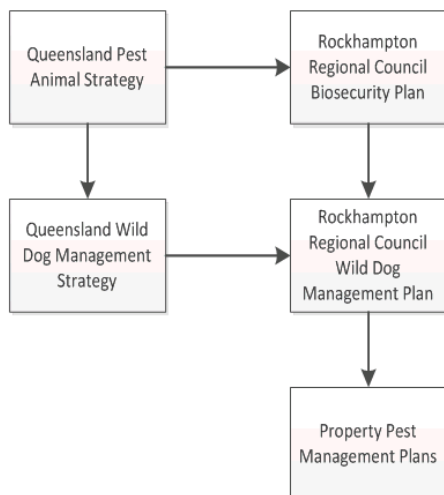 Queensland Pest
Animal Strategy
Rockhampton
Regional Council
Biosecurity Plan
Queensland Wild
Dog Management
Strategy
Rockhampton
Regional Council
Wild Dog
Management Plan
Property Pest
Management Plans